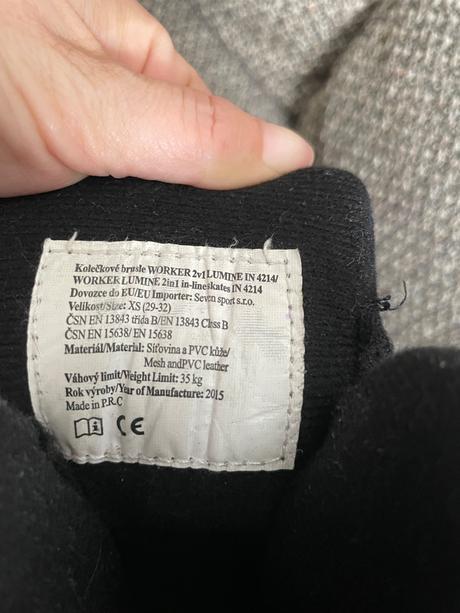 Kolečkové brusle WORKER 2v1 LUMINE IN 4214/
WORKER LUMINE 2in1 in-lineskates IN 4214
Dovozce do EU/EU Importer: Seven sport s.r.o.
Velikost/Size: XS (29-32)
ČSN EN 13843 třída B/EN 13843 Class B
ČSN EN 15638/ EN 15638
Materiál/Material: Síťovina a PVC kůže/
Mesh andPVC leather
Váhový limit/Weight Limit: 35 kg
Rok výroby/Year of Manufacture: 2015
Made in P.R.C
CE